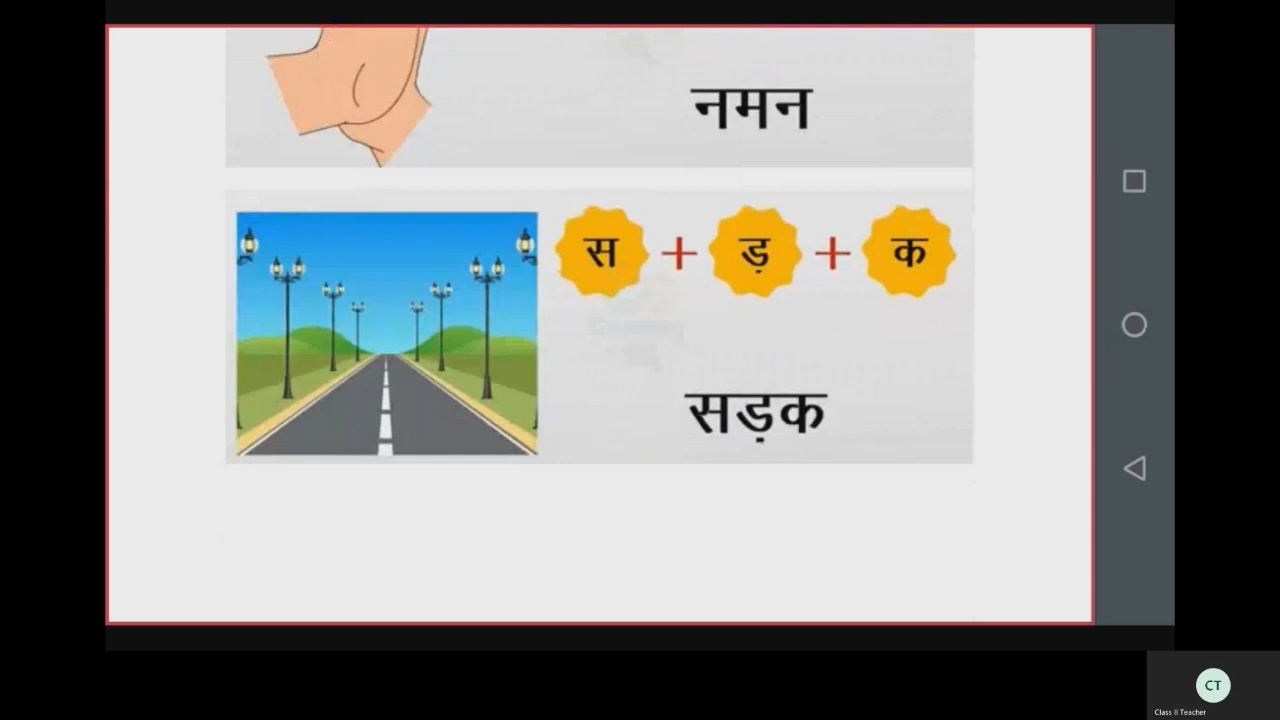 नमन
स + ड़ + क
सड़क
CT
Class II Teacher